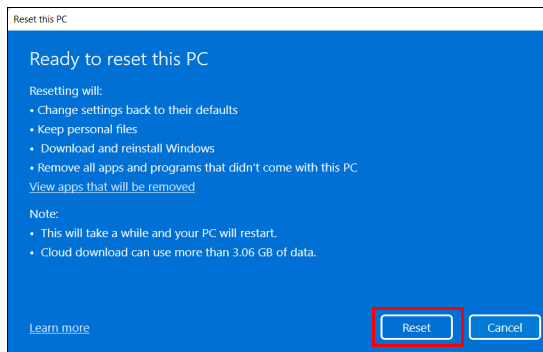 Reset this PC
Ready to reset this PC
Resetting will:
• Change settings back to their defaults
• Keep personal files
• Download and reinstall Windows
• Remove all apps and programs that didn't come with this PC
View apps that will be removed
Note:
• This will take a while and your PC will restart.
• Cloud download can use more than 3.06 GB of data.
Learn more
Reset
Cancel